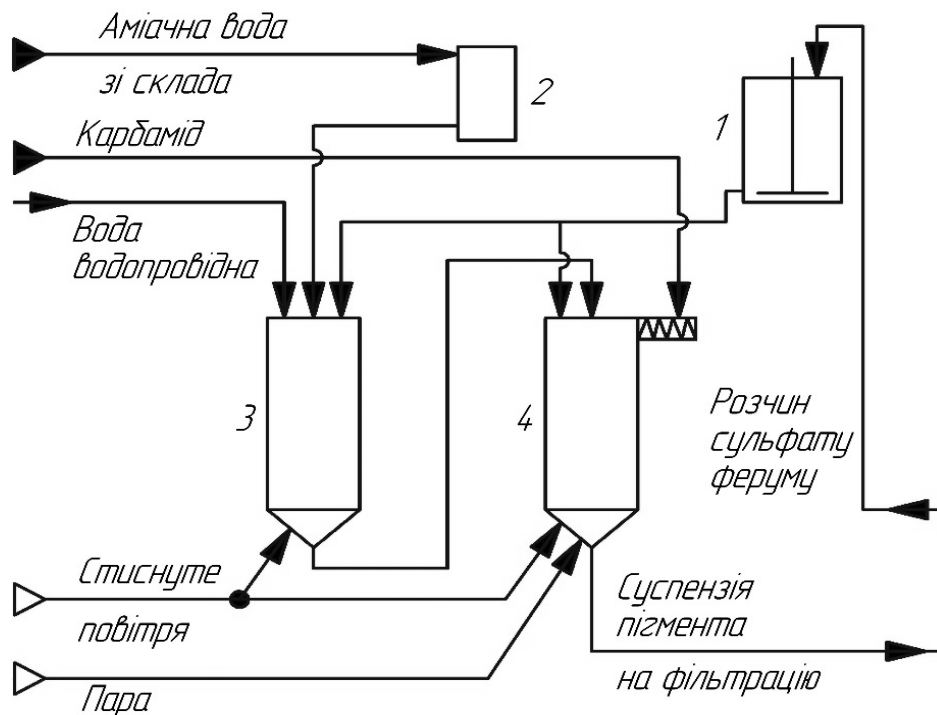 Аміачна вода
зі склада
2
1
Карбамід
Вода
водопровідна
3
4
Розчин
сульфату
феруму
Стиснуте
повітря
Суспензія
пігмента
на фільтрацію
Пара